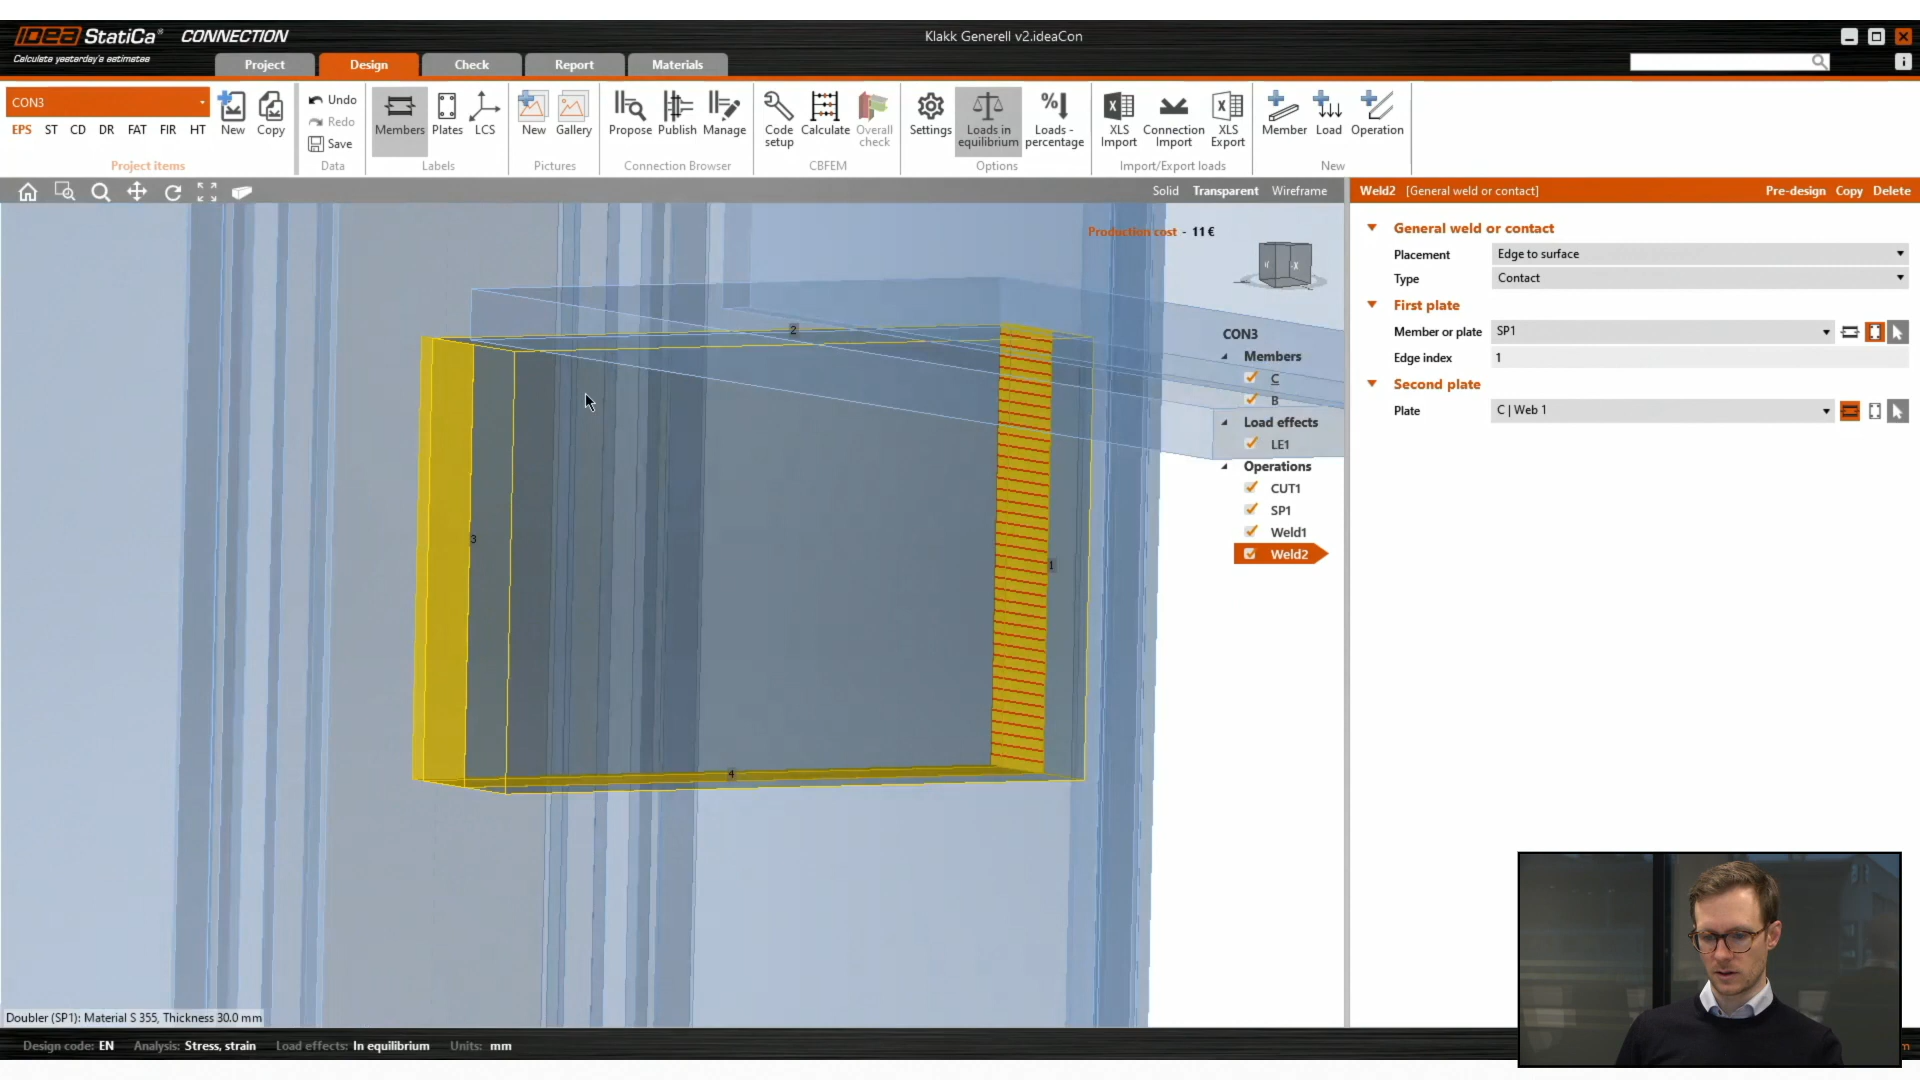 IDEA StatiCa® CONNECTION
Calculate yesterday's estimates
Klakk Generell v2.ideaCon
Project Design Check Report Materials
CON3
EPS ST CD DR FAT FIR HT
New Copy
Undo
Redo
Save
Members Plates LCS
New Gallery
Propose Publish Manage
Code setup Calculate Overall check
Settings Loads in equilibrium Loads - percentage
XLS Import Connection Import XLS Export
Member Load Operation
Project items Data Labels Pictures Connection Browser CBFEM Options Import/Export loads New
Solid Transparent Wireframe
Weld2 [General weld or contact] Pre-design Copy Delete
Production cost - 11 €
General weld or contact
Placement Edge to surface
Type Contact
First plate
Member or plate SP1
Edge index 1
Second plate
Plate C | Web 1
CON3
Members
C
B
Load effects
LE1
Operations
CUT1
SP1
Weld1
Weld2
2
3
1
4
Doubler (SP1): Material S 355, Thickness 30.0 mm
Design code: EN Analysis: Stress, strain Load effects: In equilibrium Units: mm